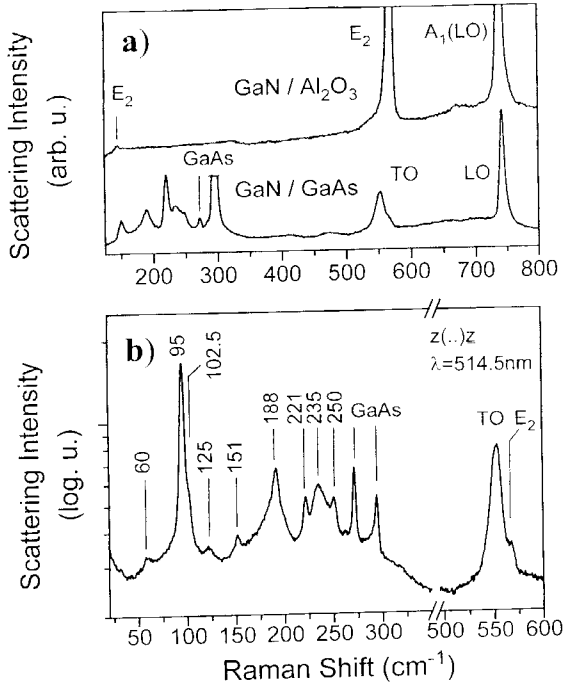 a)
E₂
A₁(LO)
GaN / Al₂O₃
E₂
GaAs
GaN / GaAs
TO
LO
Scattering Intensity
(arb. u.)
200 300 400 500 600 700 800
b)
z(..)z
λ=514.5nm
95
102.5
60
125
151
188
221
235
250
GaAs
TO
E₂
Scattering Intensity
(log. u.)
50 100 150 200 250 300 500 550 600
Raman Shift (cm⁻¹)